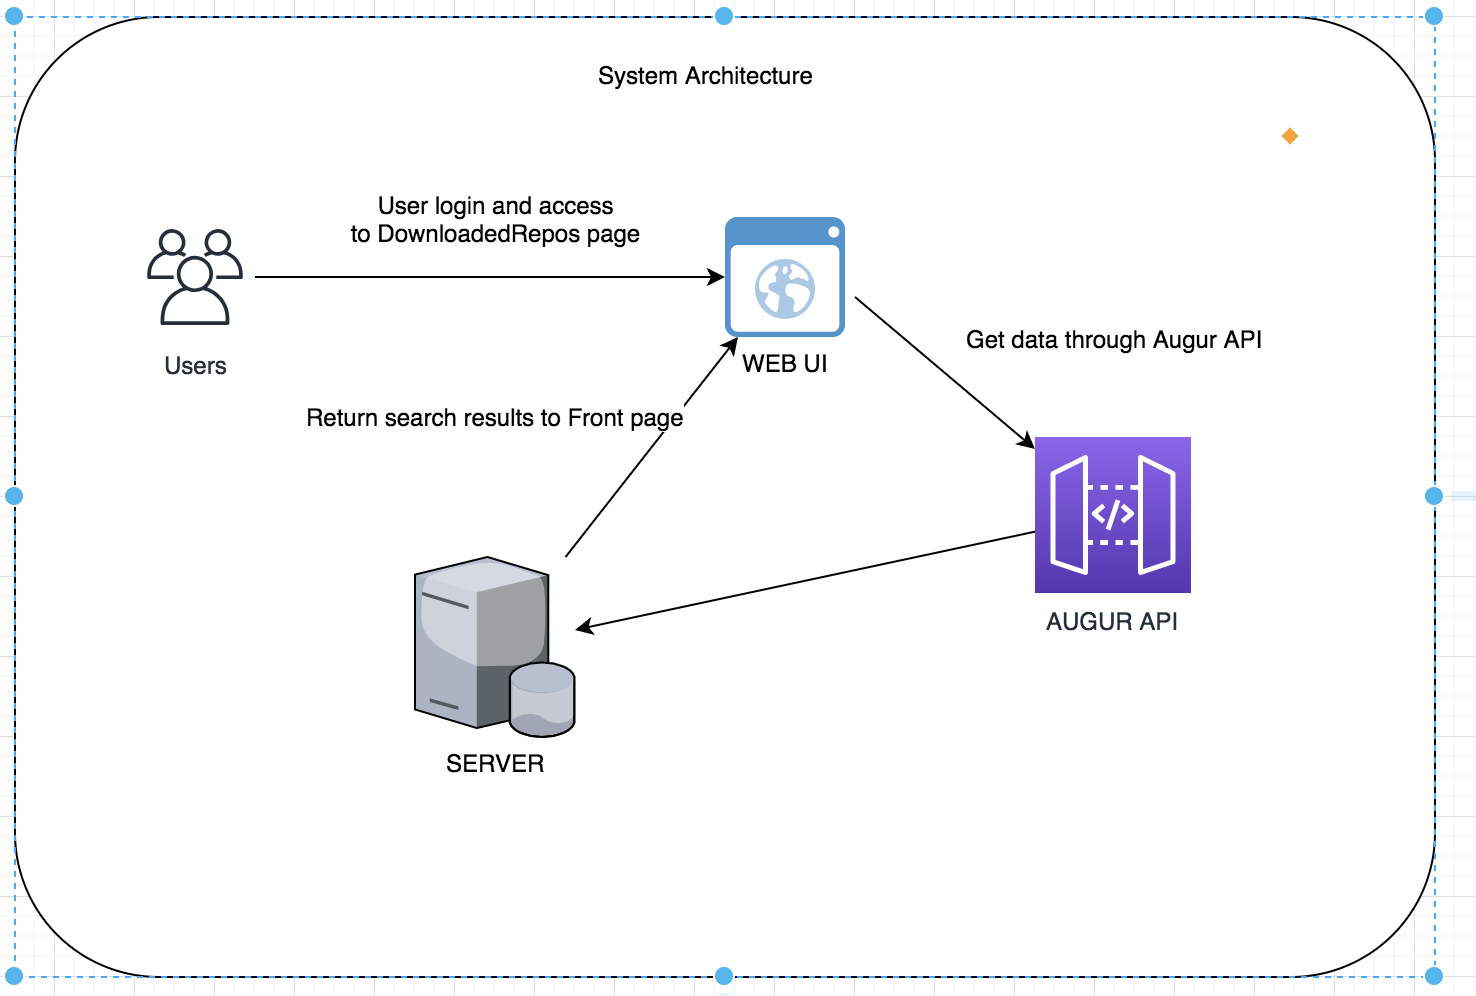 System Architecture
User login and access
to DownloadedRepos page
Users
WEB UI
Get data through Augur API
Return search results to Front page
</>
AUGUR API
SERVER